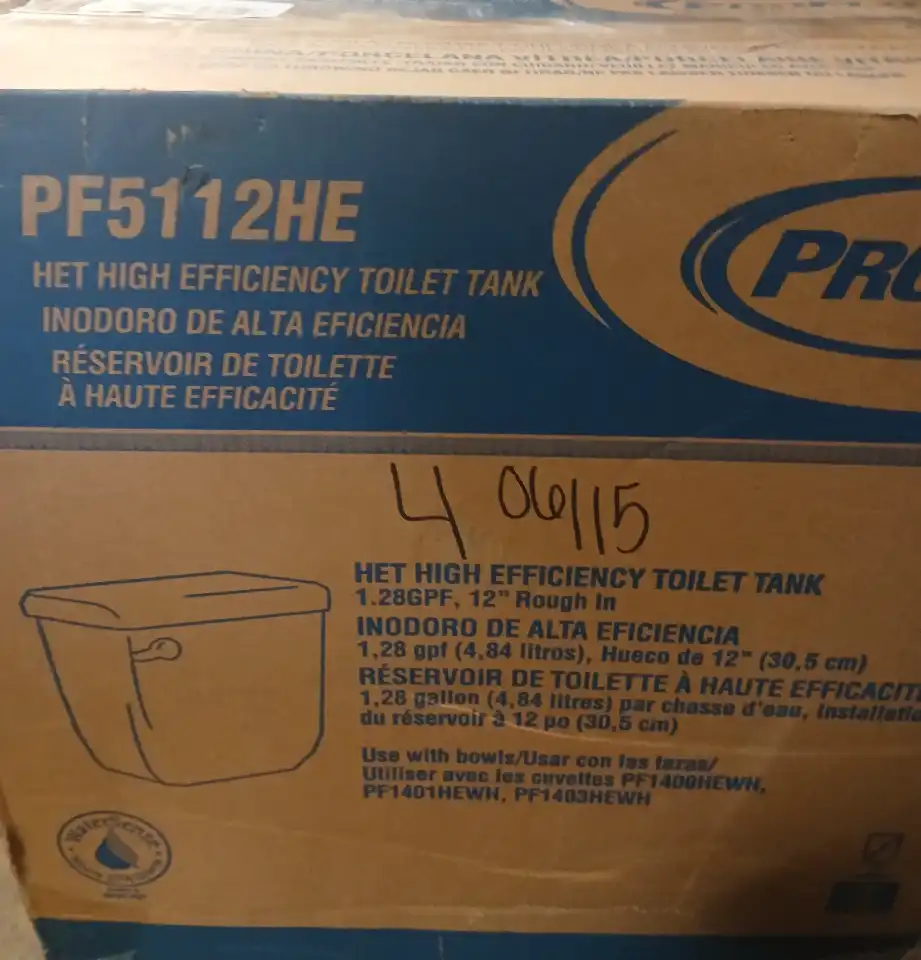 PF5112HE
HET HIGH EFFICIENCY TOILET TANK
INODORO DE ALTA EFICIENCIA
RÉSERVOIR DE TOILETTE
À HAUTE EFFICACITÉ
PRO
4 06/15
HET HIGH EFFICIENCY TOILET TANK
1.28GPF, 12" Rough In
INODORO DE ALTA EFICIENCIA
1,28 gpf (4,84 litros), Hueco de 12" (30,5 cm)
RÉSERVOIR DE TOILETTE À HAUTE EFFICACIT
1,28 gallon (4,84 litres) par chasse d'eau, Installatio
du réservoir à 12 po (30,5 cm)
Use with bowls/Usar con las tazas/
Utiliser avec les cuvettes PF1400HEWH,
PF1401HEWH, PF1403HEWH
WaterSense